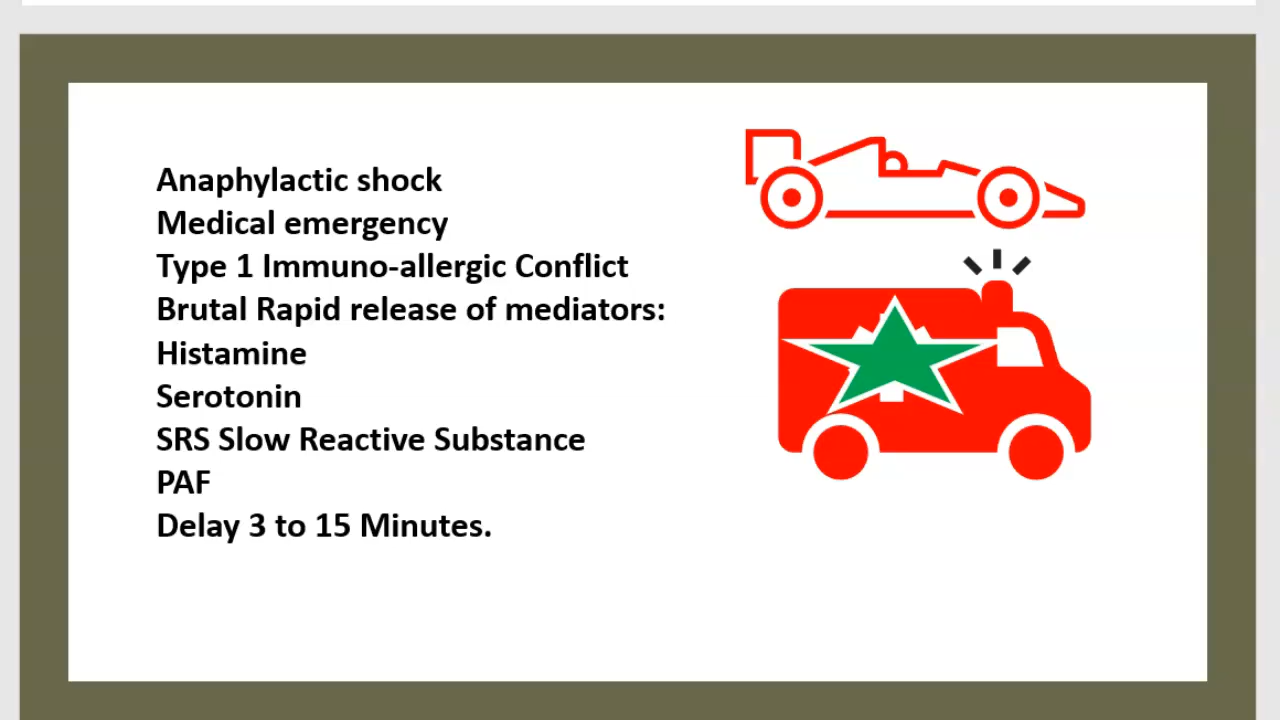 Anaphylactic shock
Medical emergency
Type 1 Immuno-allergic Conflict
Brutal Rapid release of mediators:
Histamine
Serotonin
SRS Slow Reactive Substance
PAF
Delay 3 to 15 Minutes.